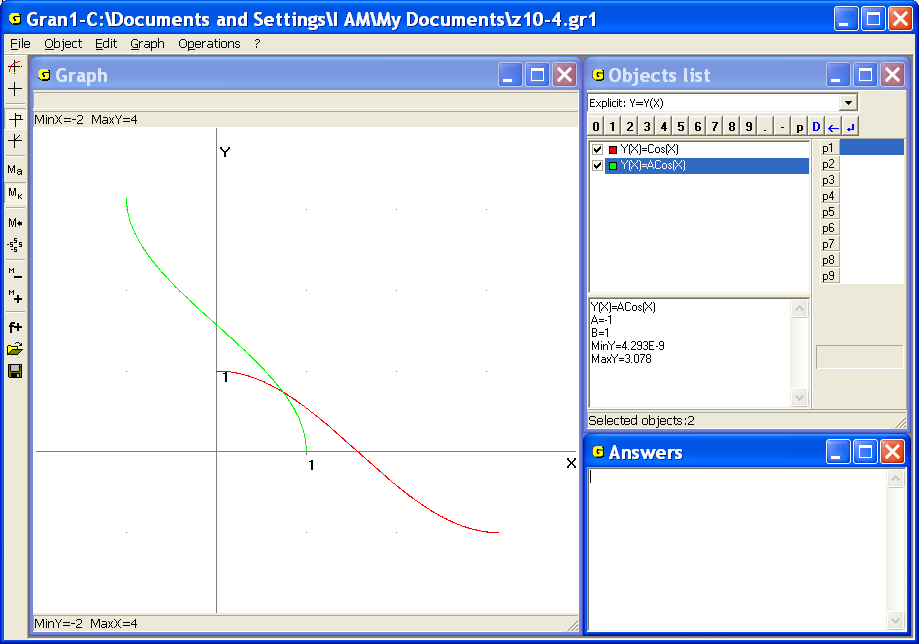 Gran1-C:\Documents and Settings\I AM\My Documents\z10-4.gr1
File Object Edit Graph Operations ?
Graph
MinX=-2 MaxY=4
Y
1
1
X
MinY=-2 MaxX=4
Ma
Mк
M
-s s s
M
M+
f+
Objects list
Explicit: Y=Y(X)
0 1 2 3 4 5 6 7 8 9 . - p D ← ↲
Y(X)=Cos(X)
Y(X)=ACos(X)
p1
p2
p3
p4
p5
p6
p7
p8
p9
Y(X)=ACos(X)
A=-1
B=1
MinY=4.293E-9
MaxY=3.078
Selected objects:2
Answers